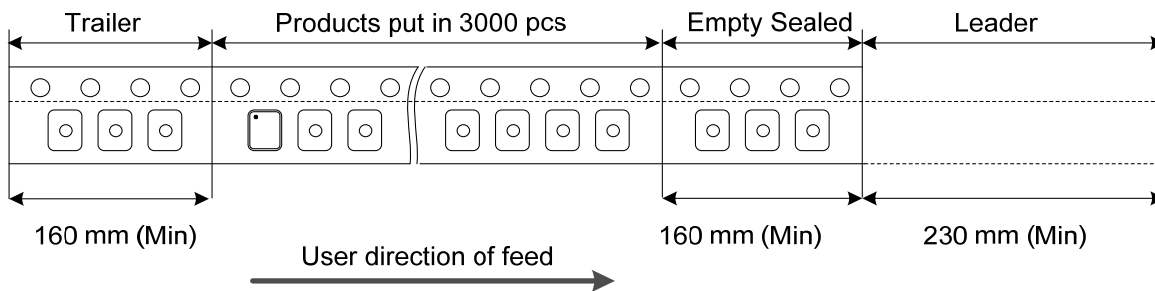 Trailer
Products put in 3000 pcs
Empty Sealed
Leader
160 mm (Min)
160 mm (Min)
230 mm (Min)
User direction of feed